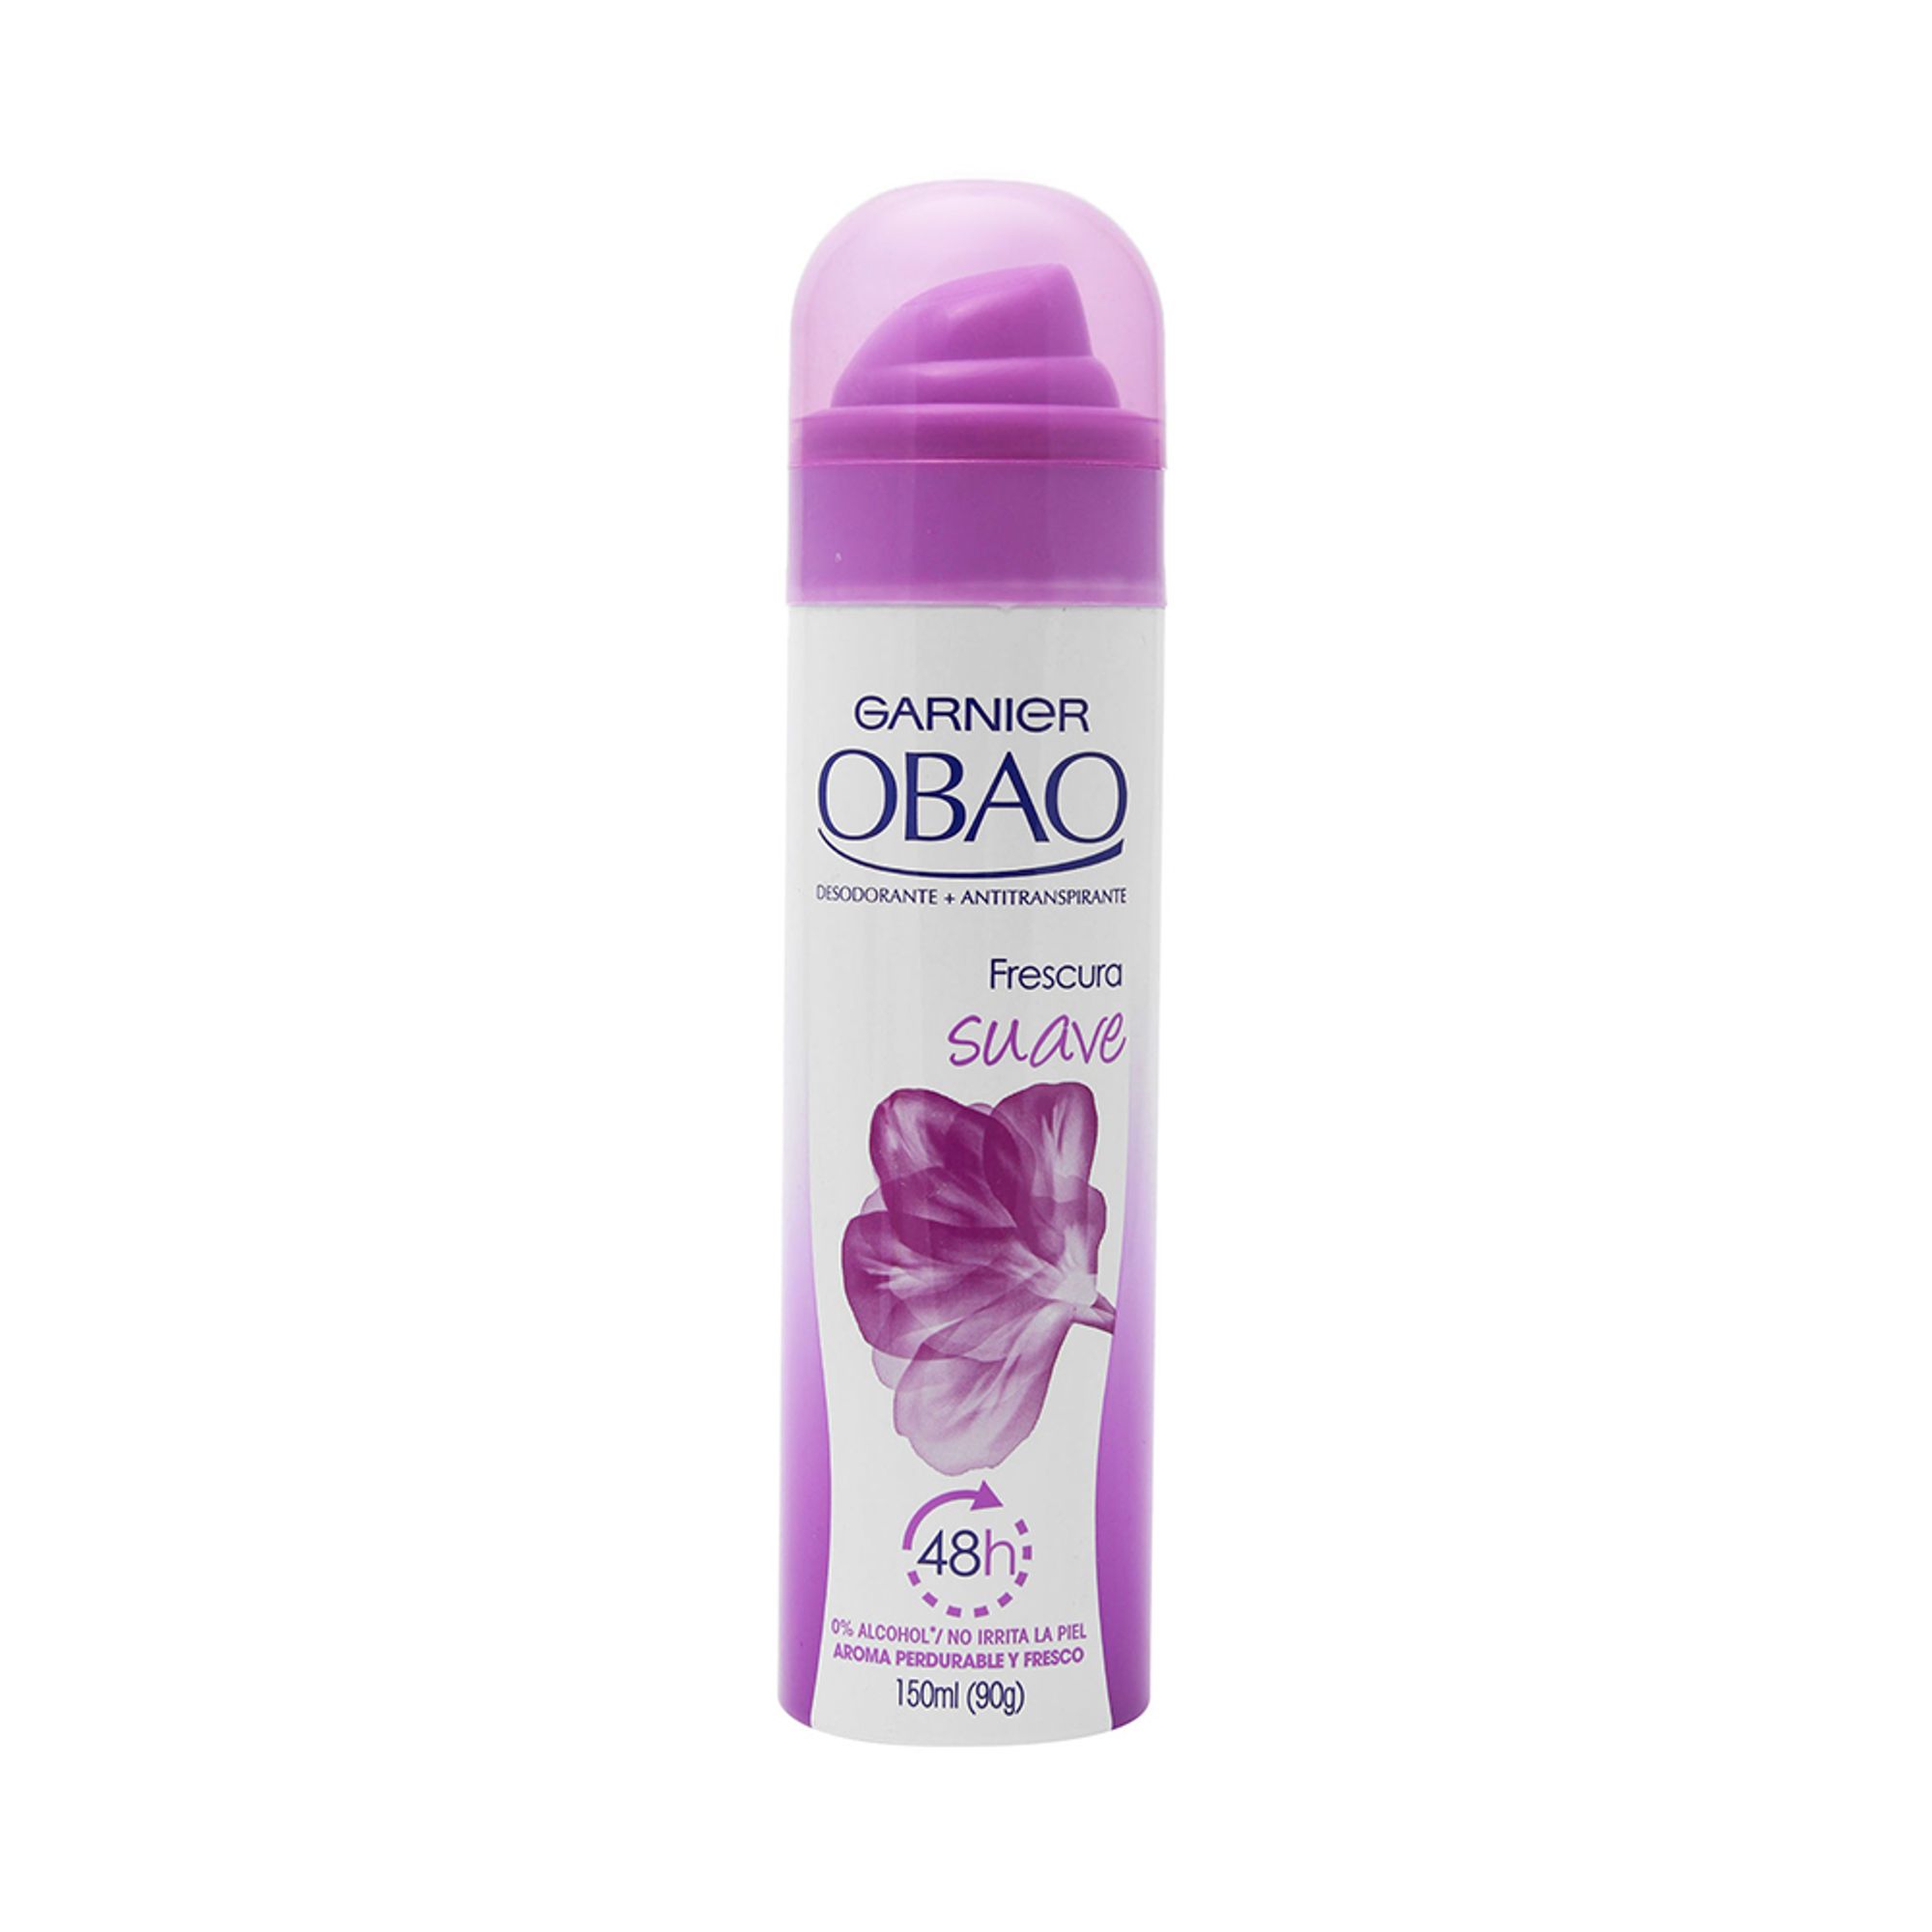 GARNIER
OBAO
DESODORANTE + ANTITRANSPIRANTE
Frescura
suave
48h
0% ALCOHOL*/ NO IRRITA LA PIEL
AROMA PERDURABLE Y FRESCO
150ml (90g)